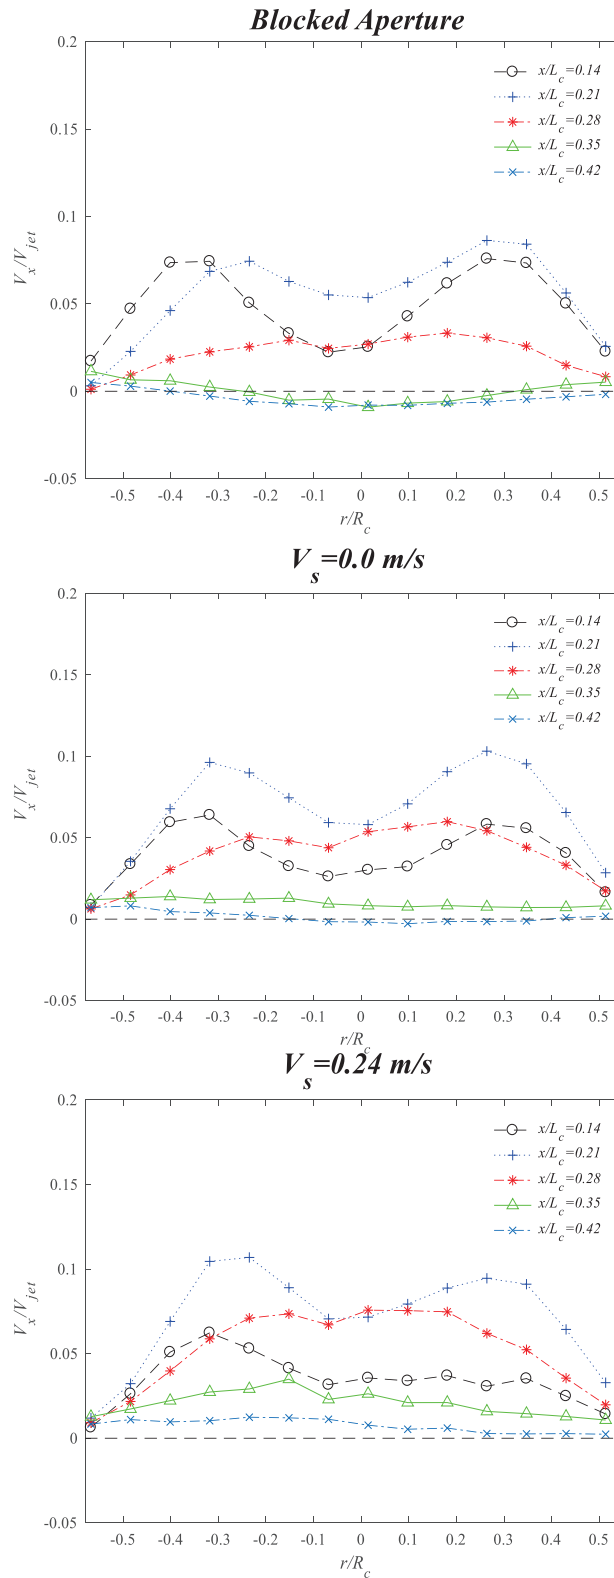 Blocked Aperture
0.2
0.15
0.1
0.05
0
-0.05
V_x/V_jet
x/L_c=0.14
x/L_c=0.21
x/L_c=0.28
x/L_c=0.35
x/L_c=0.42
-0.5 -0.4 -0.3 -0.2 -0.1 0 0.1 0.2 0.3 0.4 0.5
r/R_c
V_s=0.0 m/s
0.2
0.15
0.1
0.05
0
-0.05
V_x/V_jet
x/L_c=0.14
x/L_c=0.21
x/L_c=0.28
x/L_c=0.35
x/L_c=0.42
-0.5 -0.4 -0.3 -0.2 -0.1 0 0.1 0.2 0.3 0.4 0.5
r/R_c
V_s=0.24 m/s
0.2
0.15
0.1
0.05
0
-0.05
V_x/V_jet
x/L_c=0.14
x/L_c=0.21
x/L_c=0.28
x/L_c=0.35
x/L_c=0.42
-0.5 -0.4 -0.3 -0.2 -0.1 0 0.1 0.2 0.3 0.4 0.5
r/R_c